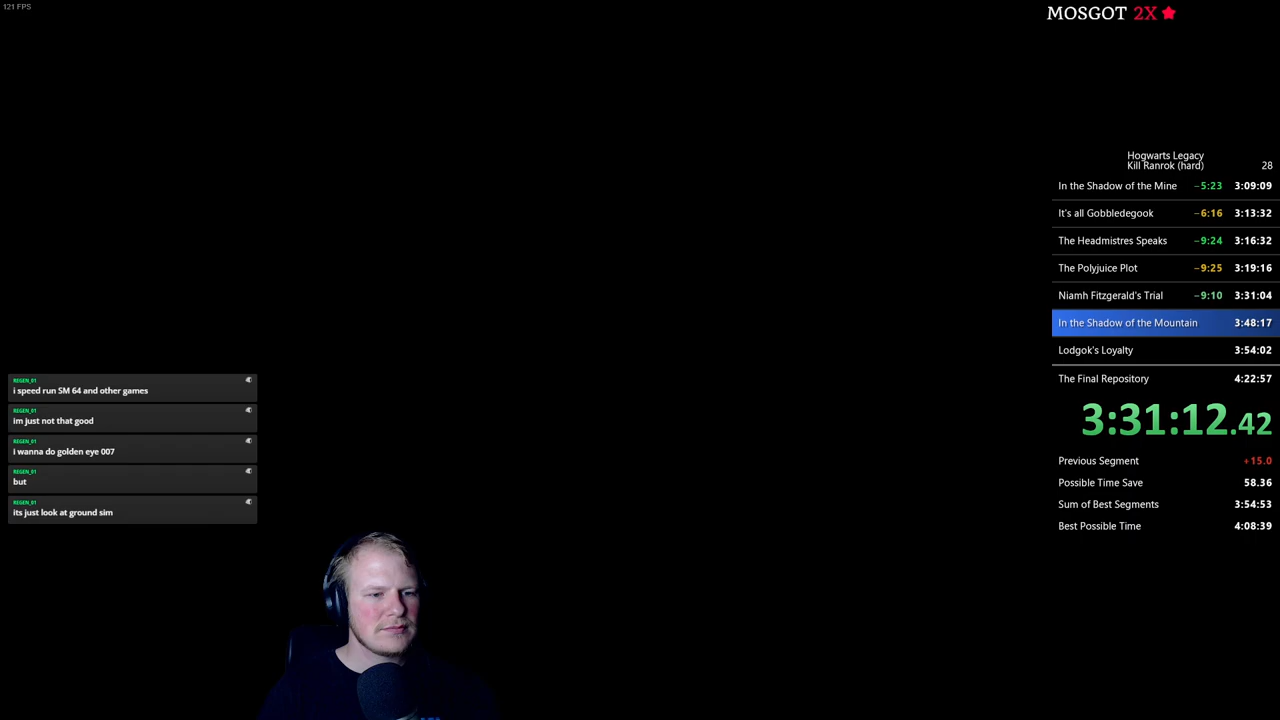 121 FPS
MOSGOT 2X
Hogwarts Legacy
Kill Ranrok (hard) 28
In the Shadow of the Mine -5:23 3:09:09
It's all Gobbledegook -6:16 3:13:32
The Headmistres Speaks -9:24 3:16:32
The Polyjuice Plot -9:25 3:19:16
Niamh Fitzgerald's Trial -9:10 3:31:04
In the Shadow of the Mountain 3:48:17
Lodgok's Loyalty 3:54:02
The Final Repository 4:22:57
3:31:12.42
Previous Segment +15.0
Possible Time Save 58.36
Sum of Best Segments 3:54:53
Best Possible Time 4:08:39
REGEN_01
i speed run SM 64 and other games
REGEN_01
im just not that good
REGEN_01
i wanna do golden eye 007
REGEN_01
but
REGEN_01
its just look at ground sim